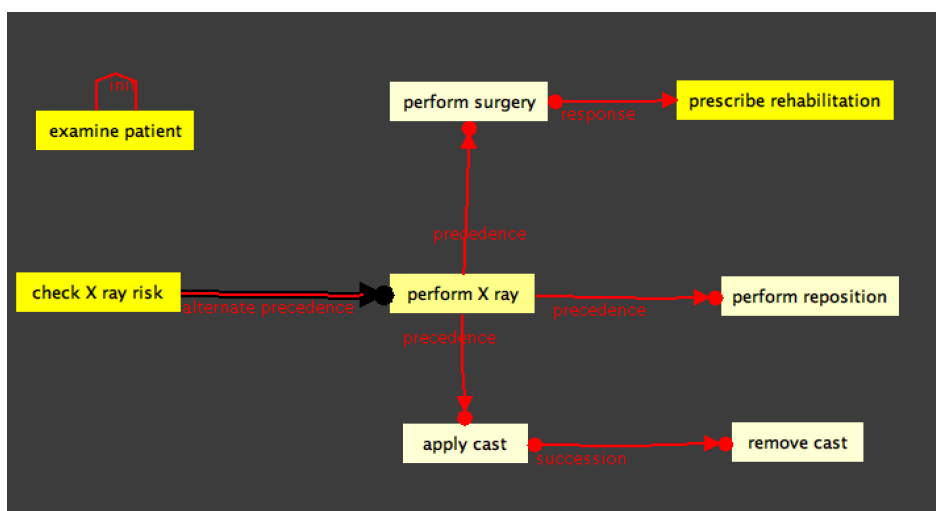 init
examine patient
perform surgery
response
prescribe rehabilitation
precedence
check X ray risk
alternate precedence
perform X ray
precedence
perform reposition
precedence
apply cast
succession
remove cast